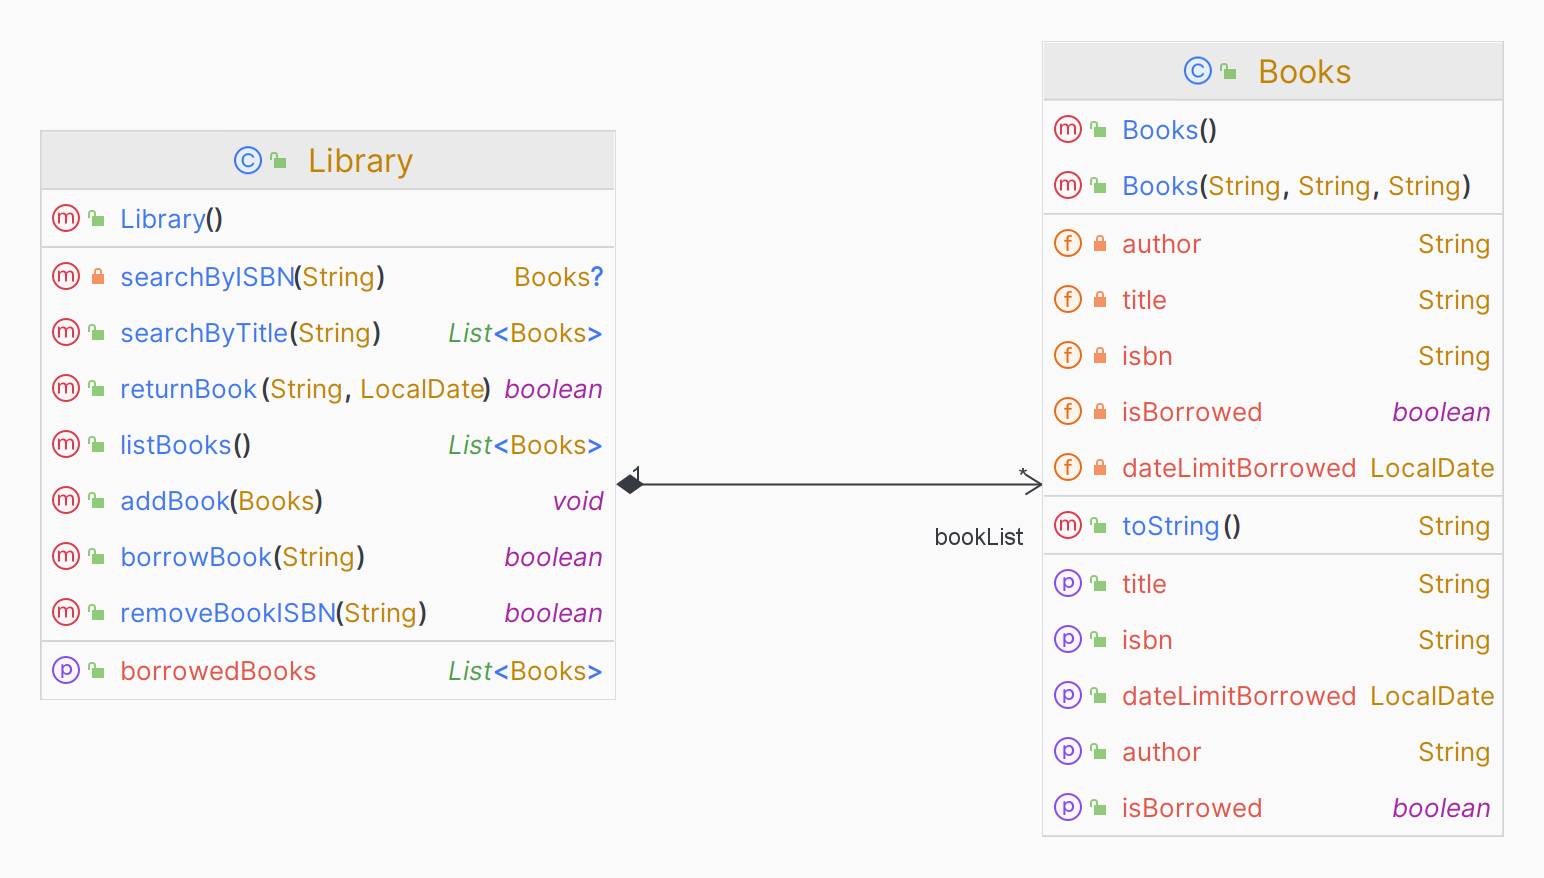 C Library
m Library()
m searchByISBN(String) Books?
m searchByTitle(String) List<Books>
m returnBook(String, LocalDate) boolean
m listBooks() List<Books>
m addBook(Books) void
m borrowBook(String) boolean
m removeBookISBN(String) boolean
p borrowedBooks List<Books>
1
*
bookList
C Books
m Books()
m Books(String, String, String)
f author String
f title String
f isbn String
f isBorrowed boolean
f dateLimitBorrowed LocalDate
m toString() String
p title String
p isbn String
p dateLimitBorrowed LocalDate
p author String
p isBorrowed boolean